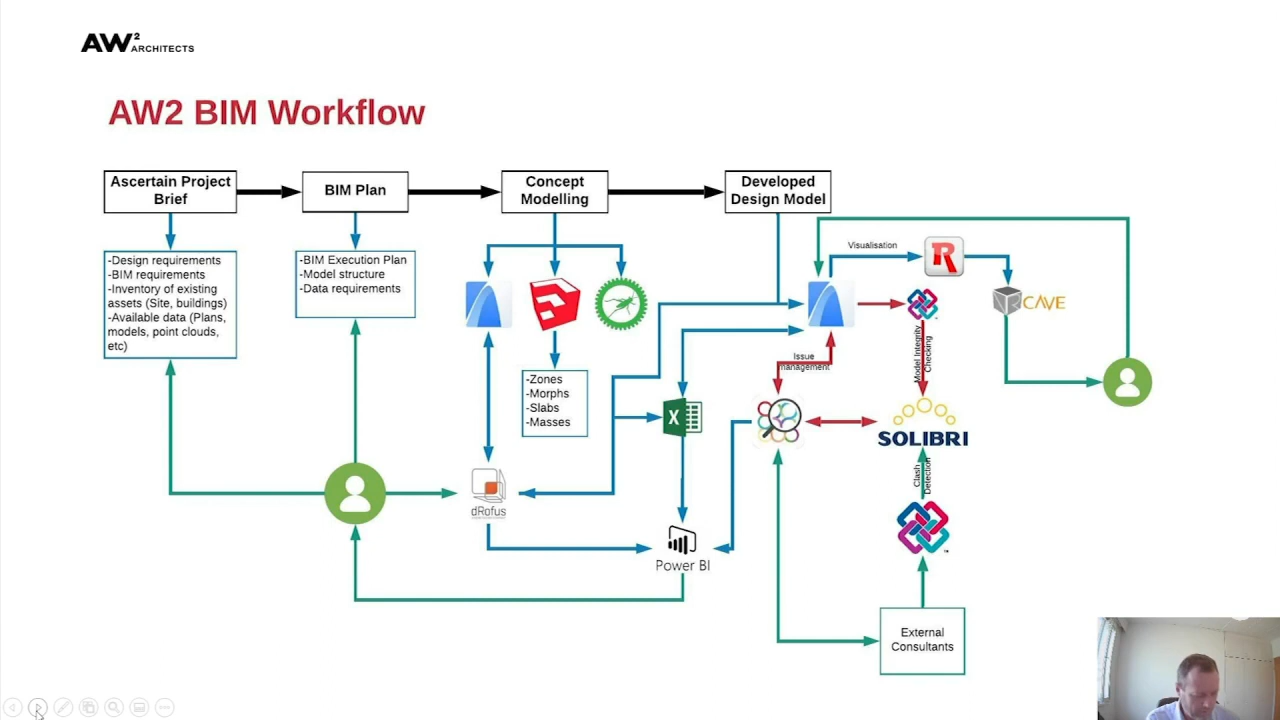 AW2
ARCHITECTS
AW2 BIM Workflow
Ascertain Project
Brief
BIM Plan
Concept
Modelling
Developed
Design Model
-Design requirements
-BIM requirements
-Inventory of existing
assets (Site, buildings)
-Available data (Plans,
models, point clouds,
etc)
-BIM Execution Plan
-Model structure
-Data requirements
-Zones
-Morphs
-Slabs
-Masses
Visualisation
R
CAVE
Issue
management
Model Integrity
Checking
X
SOLIBRI
Clash
Detection
dRofus
Power BI
External
Consultants